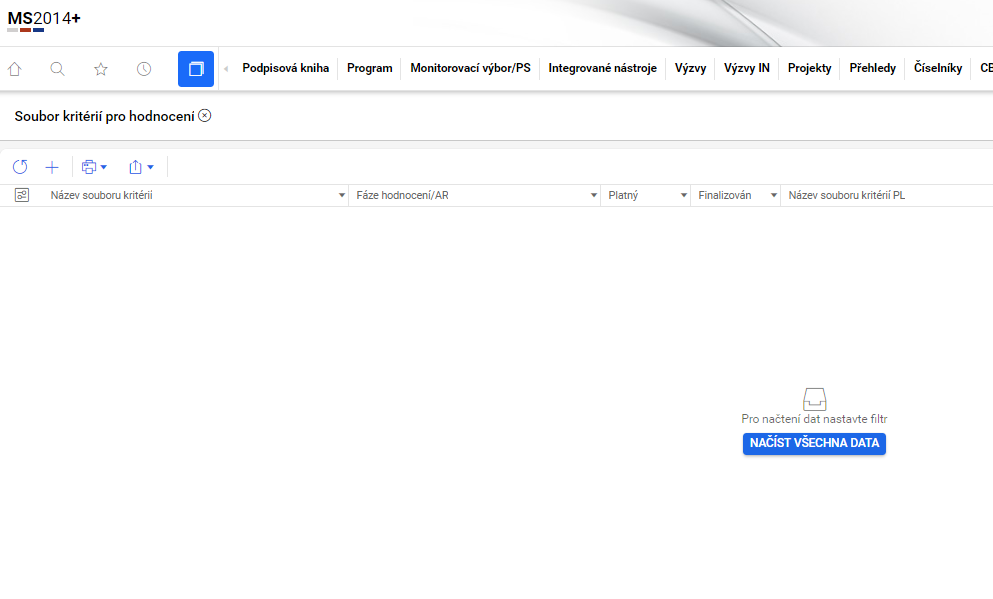 MS2014+
Podpisová kniha Program Monitorovací výbor/PS Integrované nástroje Výzvy Výzvy IN Projekty Přehledy Číselníky CE
Soubor kritérií pro hodnocení
Název souboru kritérií Fáze hodnocení/AR Platný Finalizován Název souboru kritérií PL
Pro načtení dat nastavte filtr
NAČÍST VŠECHNA DATA